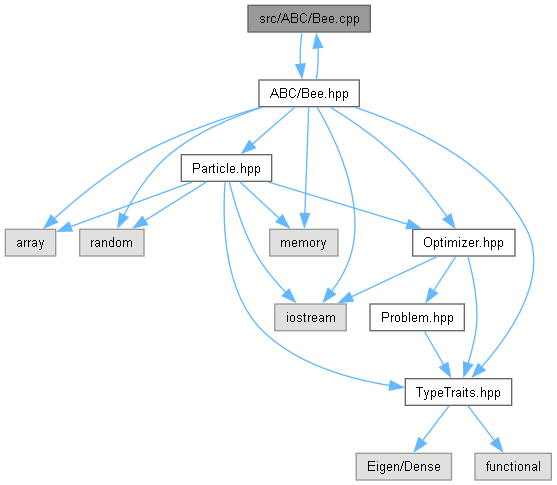 src/ABC/Bee.cpp
ABC/Bee.hpp
Particle.hpp
array
random
memory
Optimizer.hpp
iostream
Problem.hpp
TypeTraits.hpp
Eigen/Dense
functional